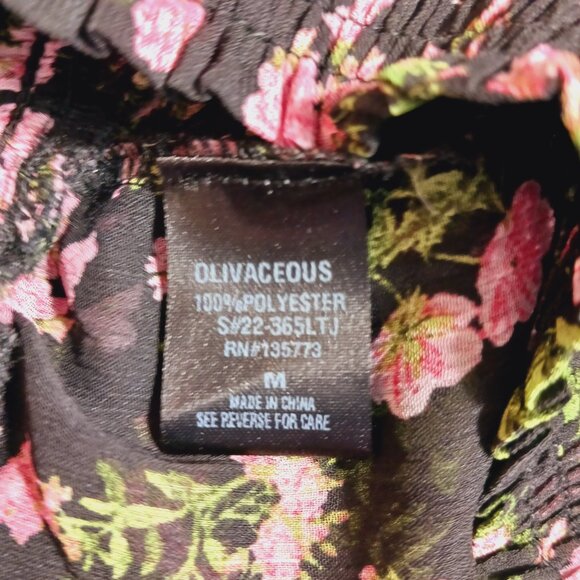 OLIVACEOUS
100%POLYESTER
S#22-365LTJ
RN#135773
M
MADE IN CHINA
SEE REVERSE FOR CARE